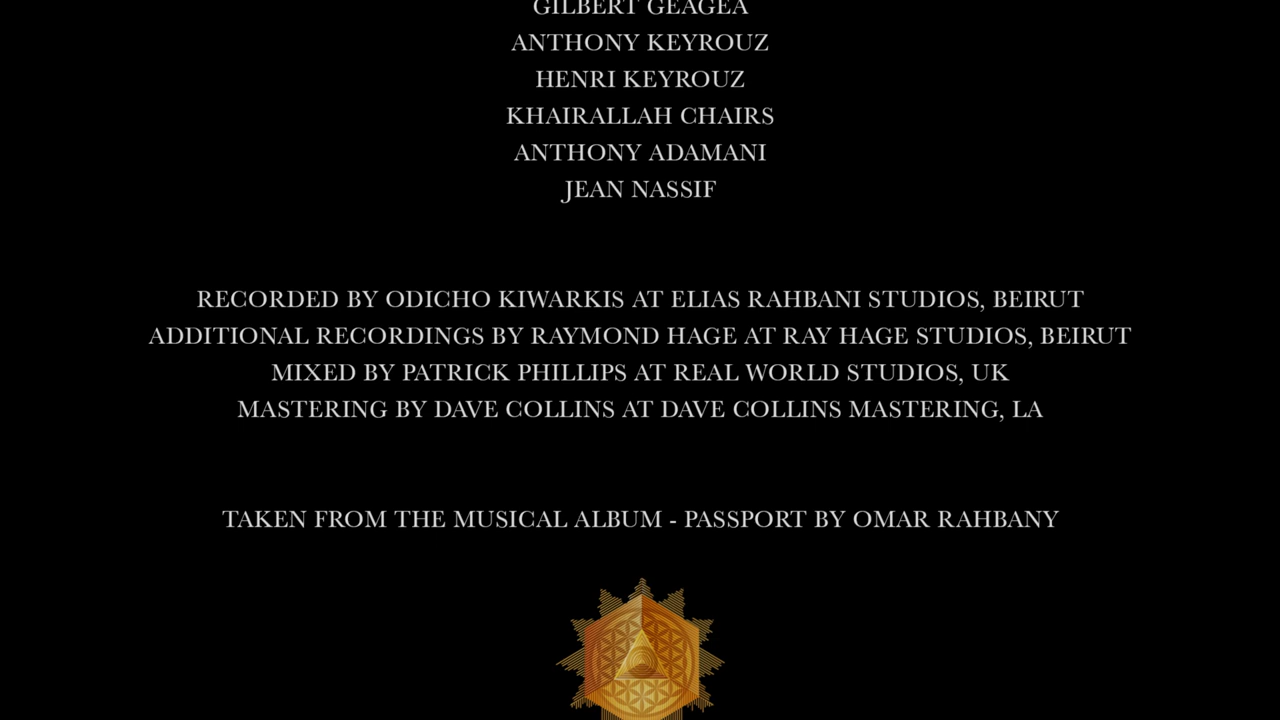 GILBERT GEAGEA
ANTHONY KEYROUZ
HENRI KEYROUZ
KHAIRALLAH CHAIRS
ANTHONY ADAMANI
JEAN NASSIF
RECORDED BY ODICHO KIWARKIS AT ELIAS RAHBANI STUDIOS, BEIRUT
ADDITIONAL RECORDINGS BY RAYMOND HAGE AT RAY HAGE STUDIOS, BEIRUT
MIXED BY PATRICK PHILLIPS AT REAL WORLD STUDIOS, UK
MASTERING BY DAVE COLLINS AT DAVE COLLINS MASTERING, LA
TAKEN FROM THE MUSICAL ALBUM - PASSPORT BY OMAR RAHBANY